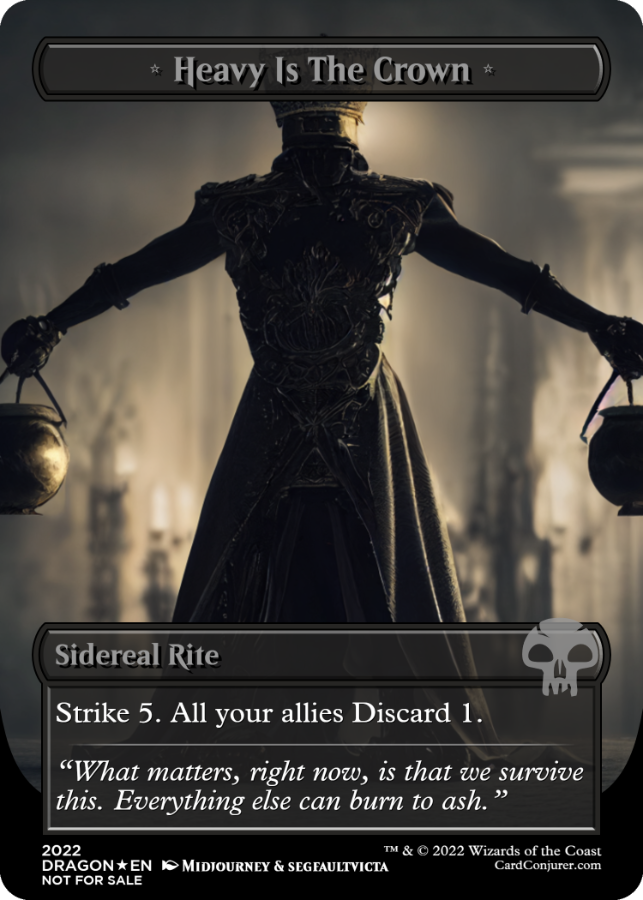 Heavy Is The Crown
Sidereal Rite
Strike 5. All your allies Discard 1.
“What matters, right now, is that we survive
this. Everything else can burn to ash.”
2022
DRAGON★EN Midjourney & segfaultvicta
NOT FOR SALE
™ & © 2022 Wizards of the Coast
CardConjurer.com